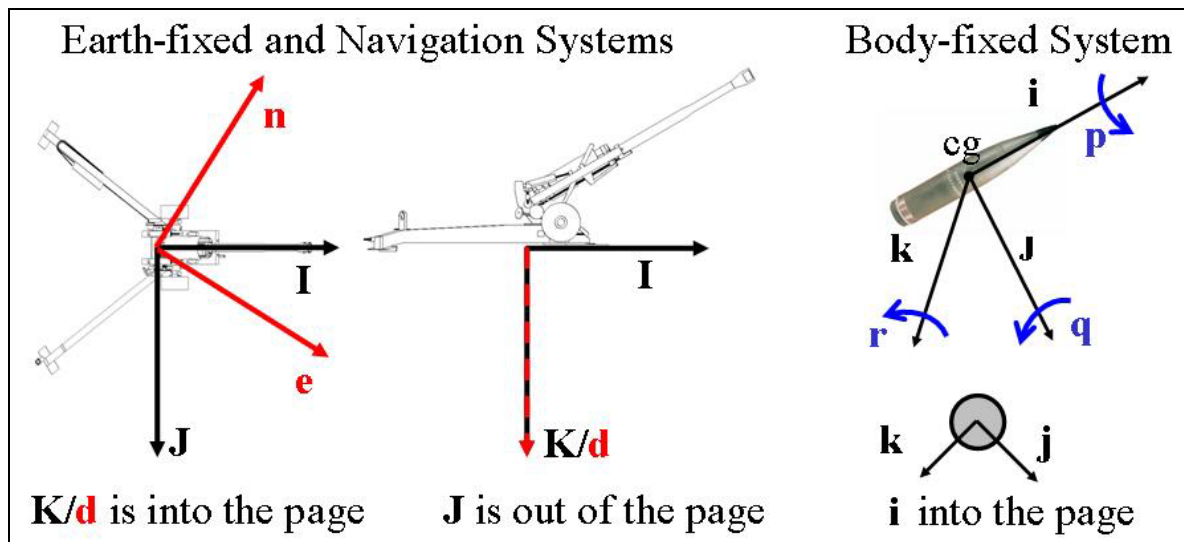 Earth-fixed and Navigation Systems
n
I
e
J
I
K/d
K/d is into the page
J is out of the page
Body-fixed System
i
p
cg
k
J
r
q
k
j
i into the page